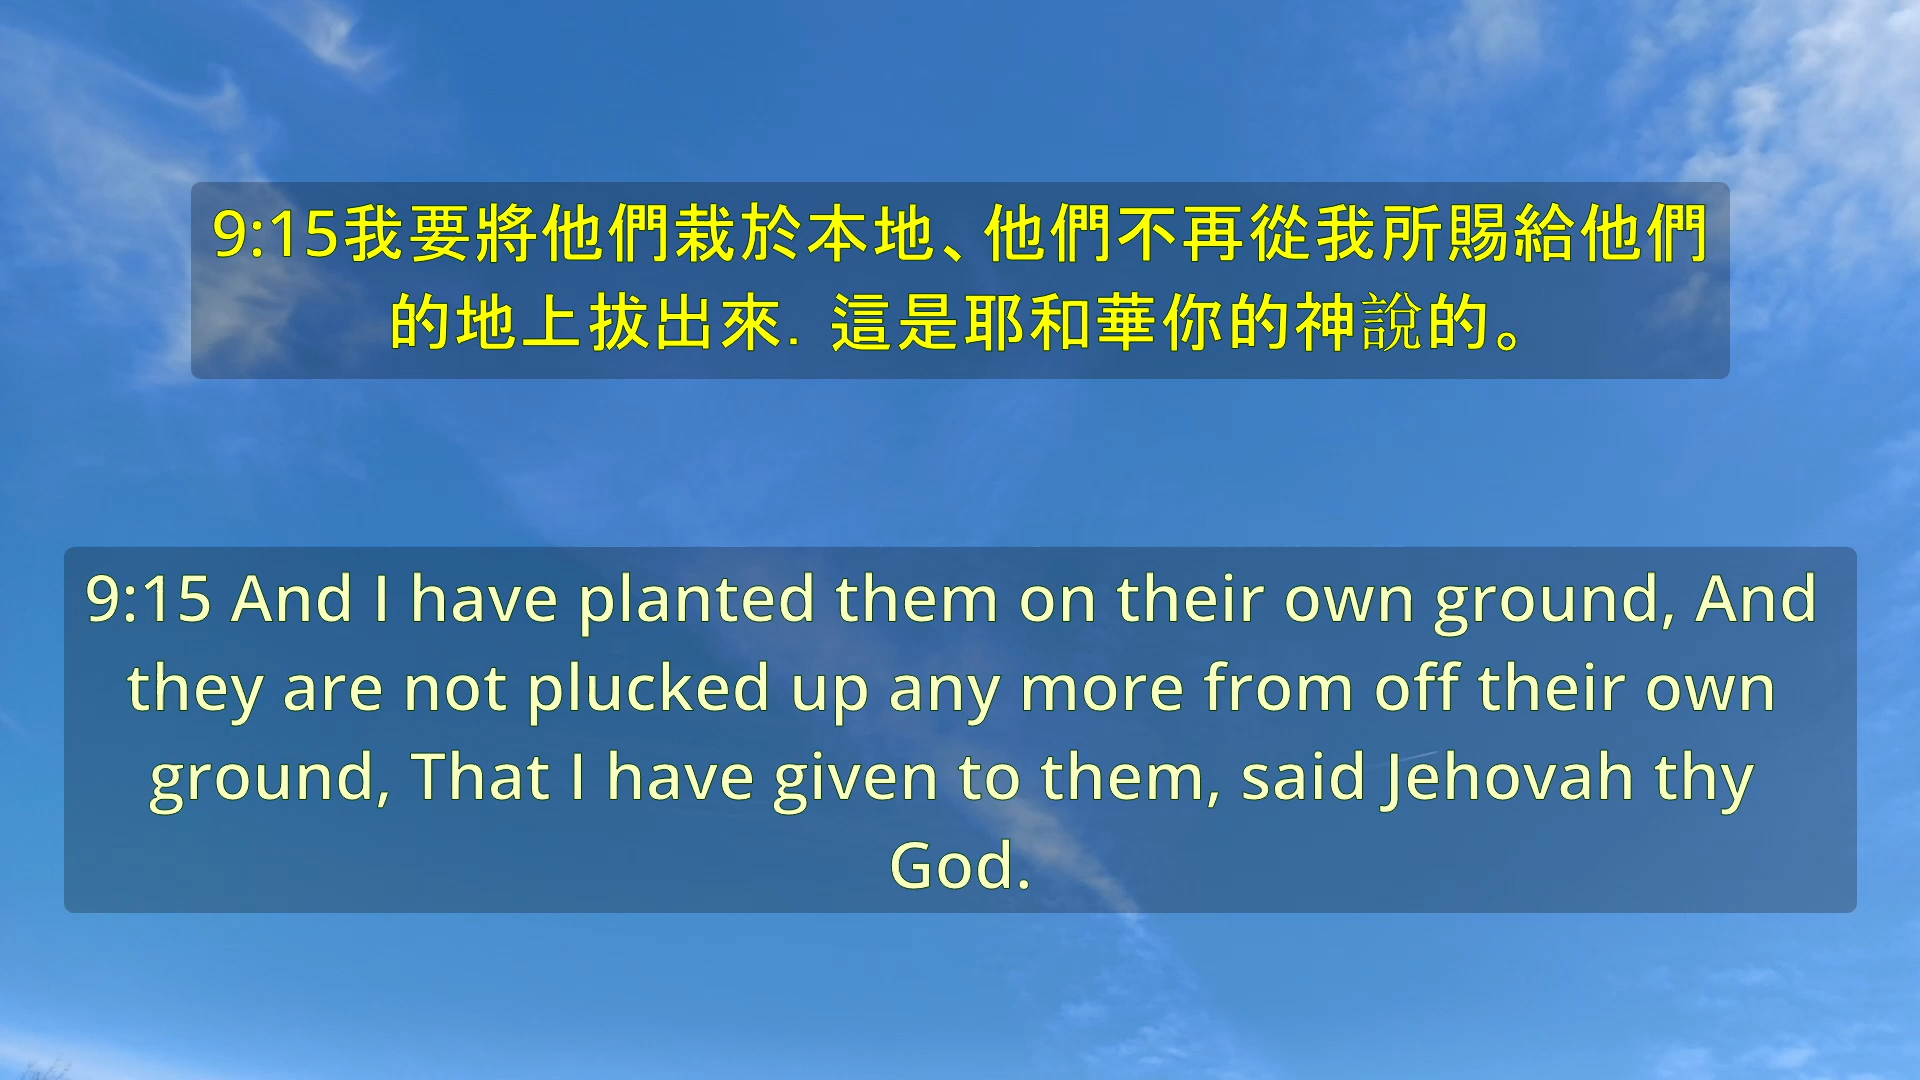 9:15我要將他們栽於本地、他們不再從我所賜給他們
的地上拔出來．這是耶和華你的神說的。
9:15 And I have planted them on their own ground, And
they are not plucked up any more from off their own
ground, That I have given to them, said Jehovah thy
God.